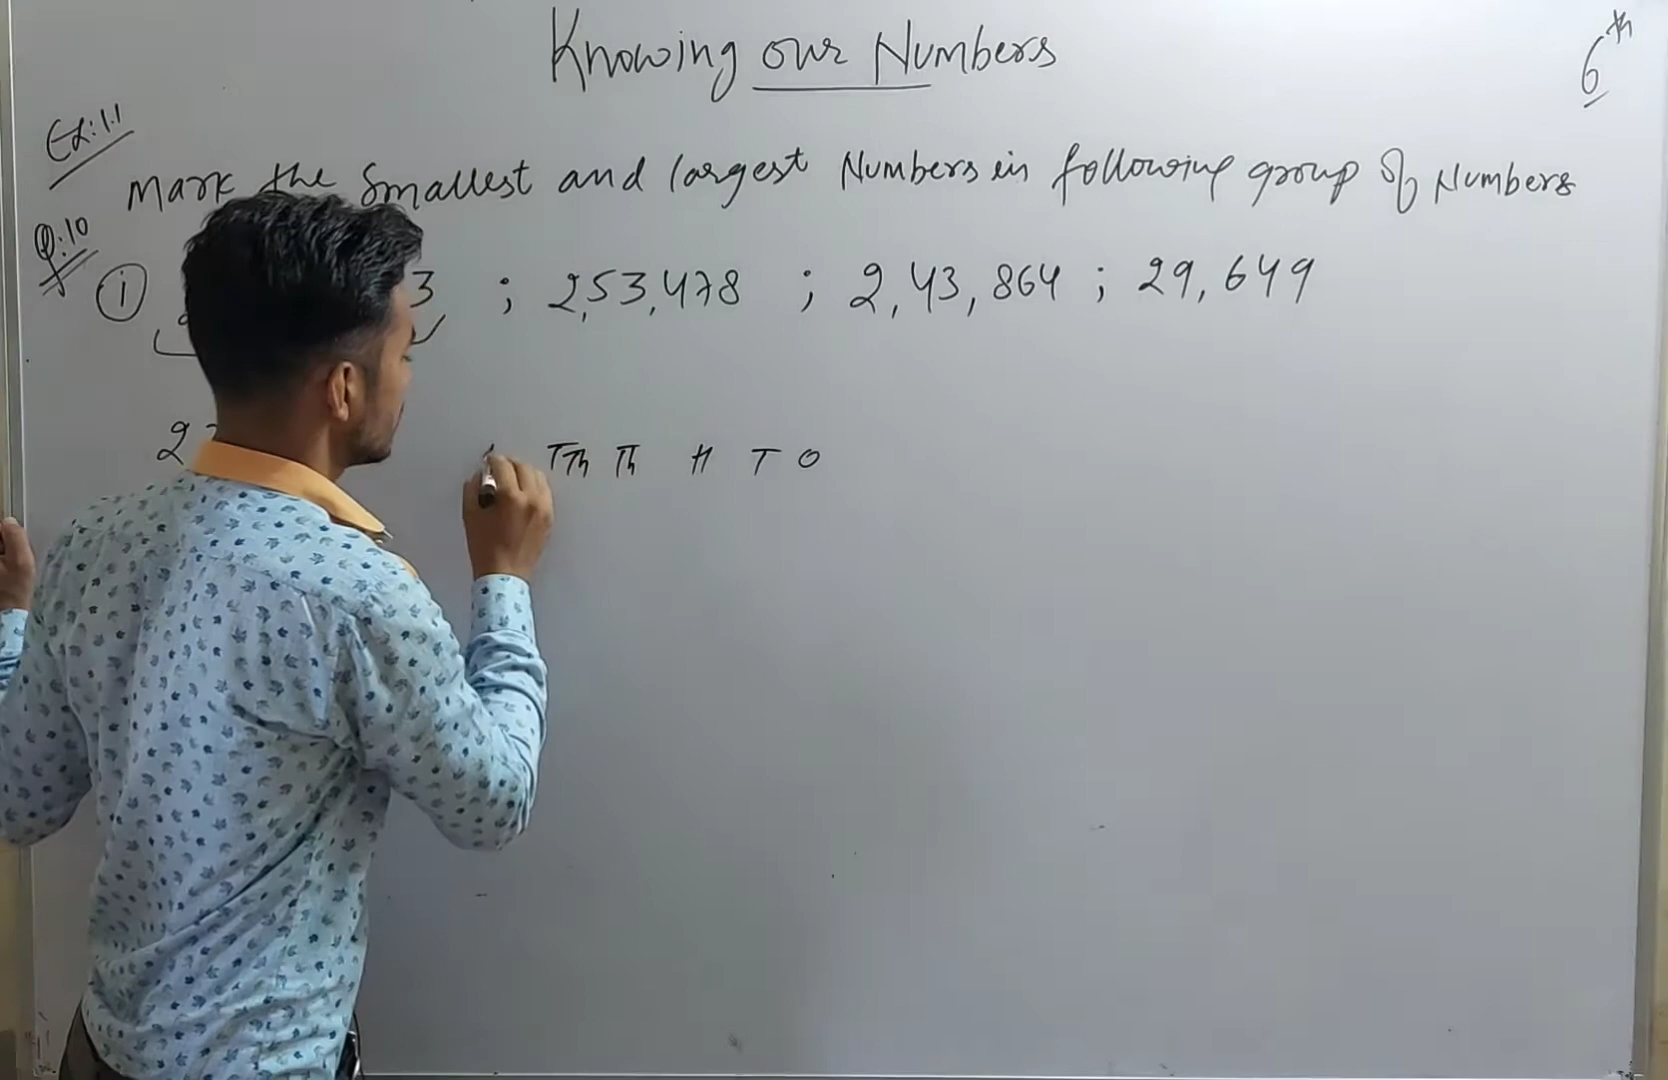 Knowing our Numbers
6th
Ex:1.1
Mark the Smallest and largest Numbers in following group of Numbers
Q:10
i 3 ; 2,53,478 ; 2,43,864 ; 29,649
2 TTh Th H T O